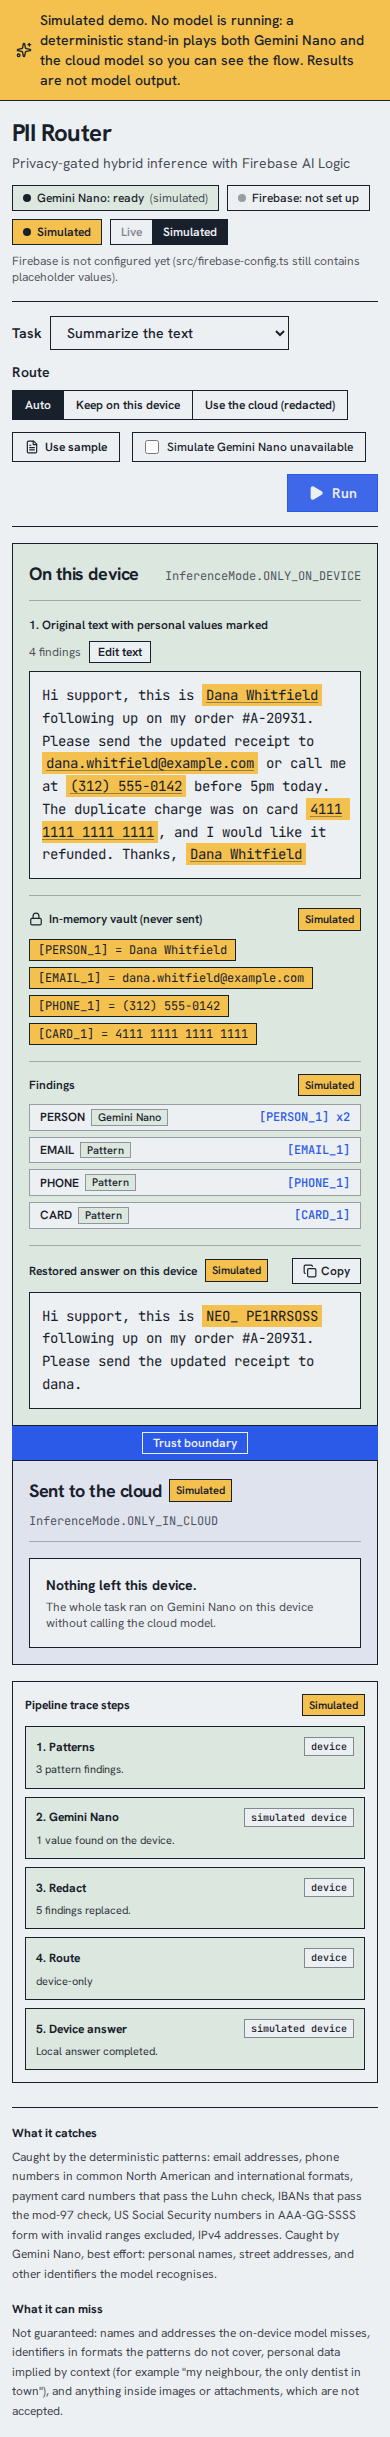 Simulated demo. No model is running: a
deterministic stand-in plays both Gemini Nano and
the cloud model so you can see the flow. Results
are not model output.
PII Router
Privacy-gated hybrid inference with Firebase AI Logic
Gemini Nano: ready (simulated)
Firebase: not set up
Simulated
Live
Simulated
Firebase is not configured yet (src/firebase-config.ts still contains
placeholder values).
Task
Summarize the text
Route
Auto
Keep on this device
Use the cloud (redacted)
Use sample
Simulate Gemini Nano unavailable
Run
On this device
InferenceMode.ONLY_ON_DEVICE
1. Original text with personal values marked
4 findings
Edit text
Hi support, this is Dana Whitfield
following up on my order #A-20931.
Please send the updated receipt to
dana.whitfield@example.com or call me
at (312) 555-0142 before 5pm today.
The duplicate charge was on card 4111
1111 1111 1111, and I would like it
refunded. Thanks, Dana Whitfield
In-memory vault (never sent)
Simulated
[PERSON_1] = Dana Whitfield
[EMAIL_1] = dana.whitfield@example.com
[PHONE_1] = (312) 555-0142
[CARD_1] = 4111 1111 1111 1111
Findings
Simulated
PERSON Gemini Nano [PERSON_1] x2
EMAIL Pattern [EMAIL_1]
PHONE Pattern [PHONE_1]
CARD Pattern [CARD_1]
Restored answer on this device
Simulated
Copy
Hi support, this is NEO_ PE1RRSOSS
following up on my order #A-20931.
Please send the updated receipt to
dana.
Trust boundary
Sent to the cloud
Simulated
InferenceMode.ONLY_IN_CLOUD
Nothing left this device.
The whole task ran on Gemini Nano on this device
without calling the cloud model.
Pipeline trace steps
Simulated
1. Patterns
device
3 pattern findings.
2. Gemini Nano
simulated device
1 value found on the device.
3. Redact
device
5 findings replaced.
4. Route
device
device-only
5. Device answer
simulated device
Local answer completed.
What it catches
Caught by the deterministic patterns: email addresses, phone
numbers in common North American and international formats,
payment card numbers that pass the Luhn check, IBANs that pass
the mod-97 check, US Social Security numbers in AAA-GG-SSSS
form with invalid ranges excluded, IPv4 addresses. Caught by
Gemini Nano, best effort: personal names, street addresses, and
other identifiers the model recognises.
What it can miss
Not guaranteed: names and addresses the on-device model misses,
identifiers in formats the patterns do not cover, personal data
implied by context (for example "my neighbour, the only dentist in
town"), and anything inside images or attachments, which are not
accepted.